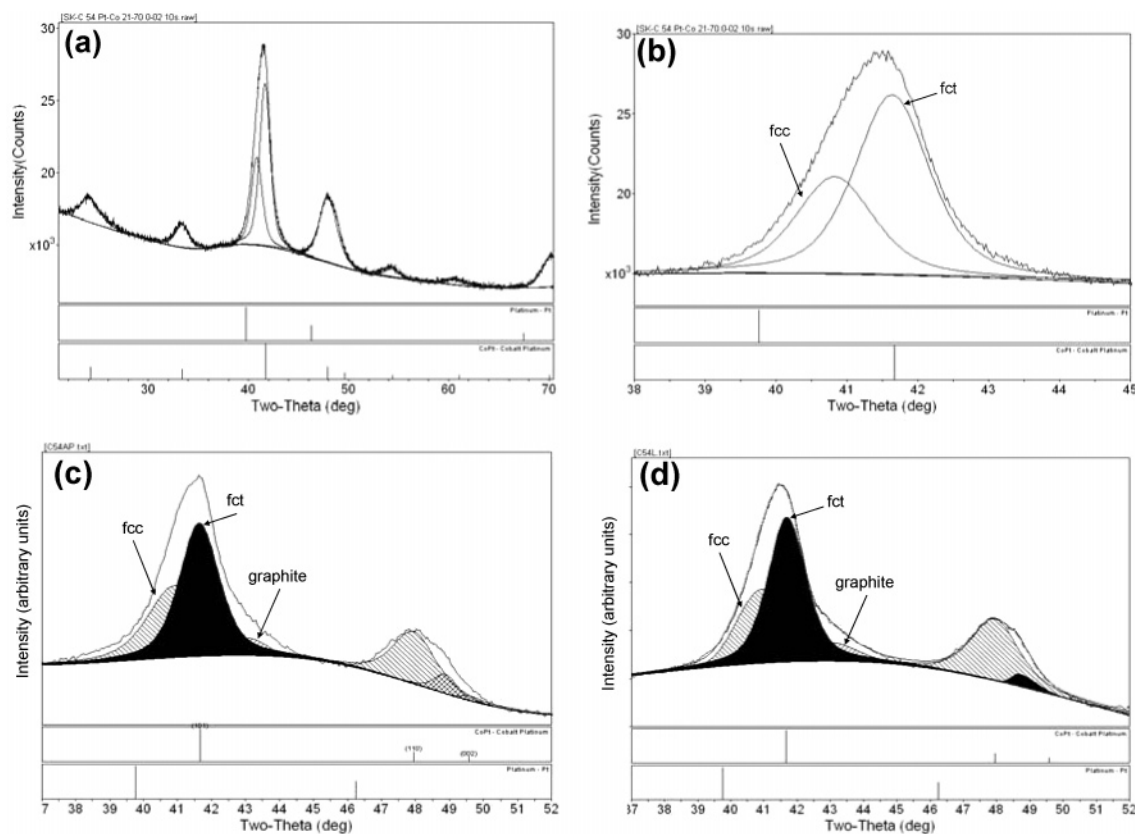 [SK-C 54 Pt-Co 21-70 0-02 10s.raw]
(a)
30
25
20
x10^3
Intensity(Counts)
Platinum - Pt
CoPt - Cobalt Platinum
30 40 50 60 70
Two-Theta (deg)
[SK-C 54 Pt-Co 21-70 0-02 10s.raw]
(b)
30
25
20
x10^3
Intensity(Counts)
fct
fcc
Platinum - Pt
CoPt - Cobalt Platinum
38 39 40 41 42 43 44 45
Two-Theta (deg)
[C54AP.txt]
(c)
Intensity (arbitrary units)
fct
fcc
graphite
CoPt - Cobalt Platinum
(101)
(110)
(002)
Platinum - Pt
37 38 39 40 41 42 43 44 45 46 47 48 49 50 51 52
Two-Theta (deg)
[C54L.txt]
(d)
Intensity (arbitrary units)
fct
fcc
graphite
CoPt - Cobalt Platinum
Platinum - Pt
37 38 39 40 41 42 43 44 45 46 47 48 49 50 51 52
Two-Theta (deg)